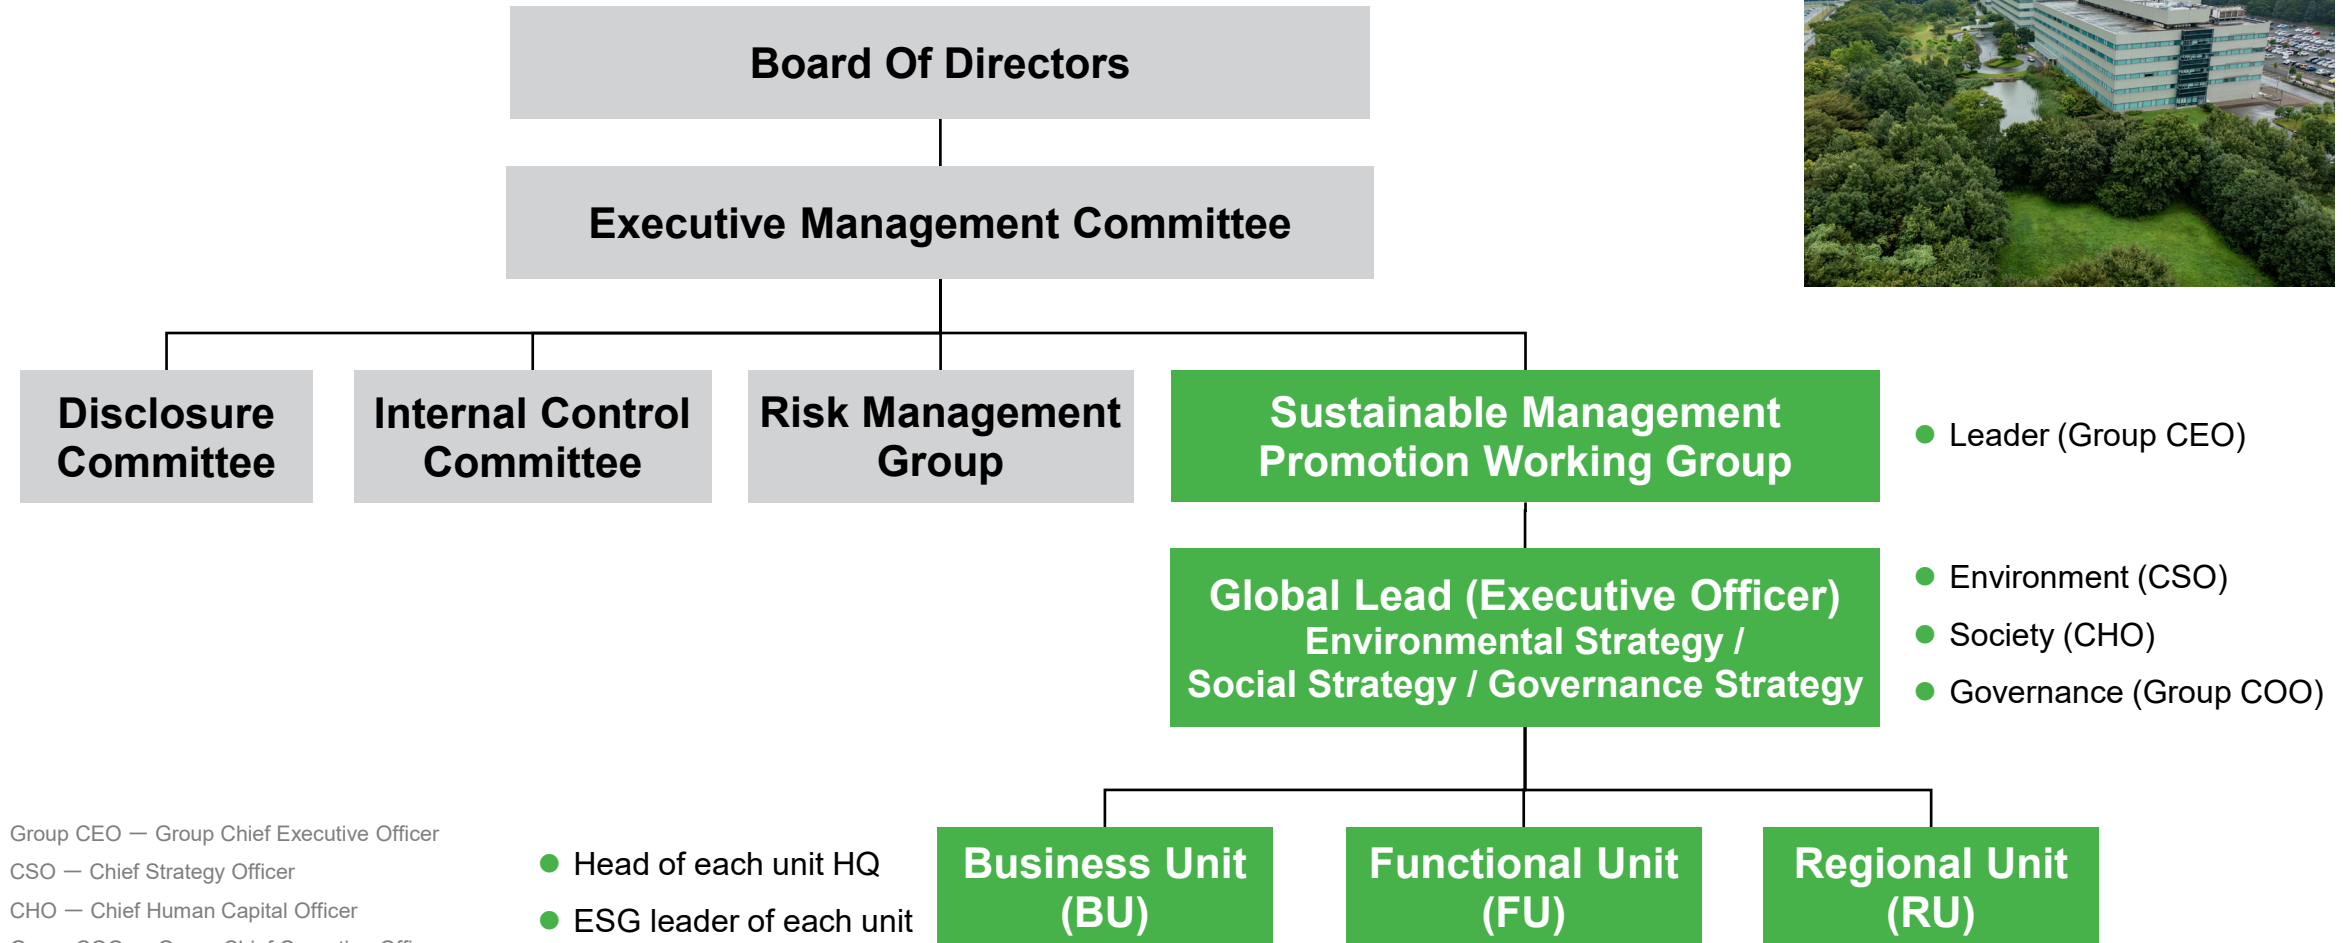 Board Of Directors
Executive Management Committee
Disclosure
Committee
Internal Control
Committee
Risk Management
Group
Sustainable Management
Promotion Working Group
Leader (Group CEO)
Global Lead (Executive Officer)
Environmental Strategy /
Social Strategy / Governance Strategy
Environment (CSO)
Society (CHO)
Governance (Group COO)
Business Unit
(BU)
Functional Unit
(FU)
Regional Unit
(RU)
Head of each unit HQ
ESG leader of each unit
Group CEO — Group Chief Executive Officer
CSO — Chief Strategy Officer
CHO — Chief Human Capital Officer